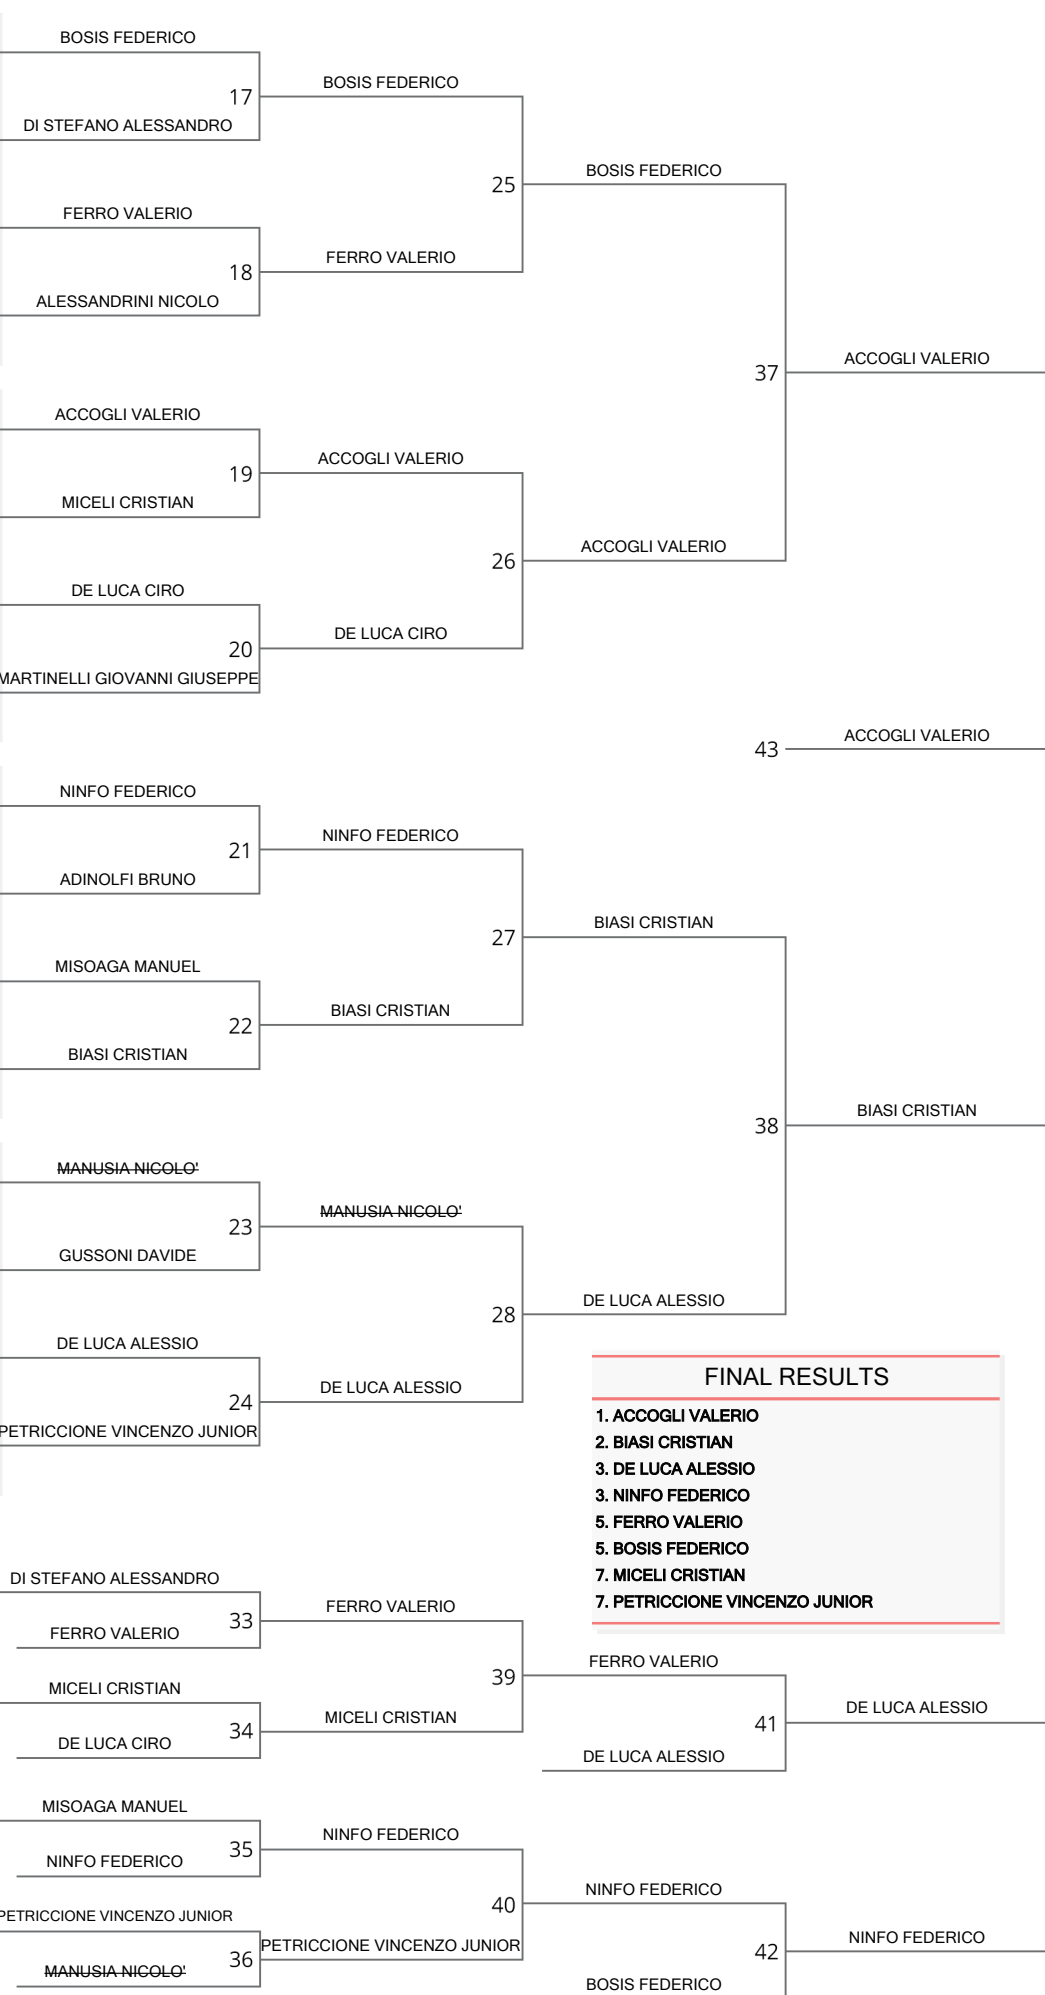 BOSIS FEDERICO
17
DI STEFANO ALESSANDRO
BOSIS FEDERICO
25
BOSIS FEDERICO
FERRO VALERIO
18
ALESSANDRINI NICOLO
FERRO VALERIO
37
ACCOGLI VALERIO
ACCOGLI VALERIO
19
MICELI CRISTIAN
ACCOGLI VALERIO
26
ACCOGLI VALERIO
DE LUCA CIRO
20
MARTINELLI GIOVANNI GIUSEPPE
DE LUCA CIRO
43
ACCOGLI VALERIO
NINFO FEDERICO
21
ADINOLFI BRUNO
NINFO FEDERICO
27
BIASI CRISTIAN
MISOAGA MANUEL
22
BIASI CRISTIAN
BIASI CRISTIAN
38
BIASI CRISTIAN
MANUSIA NICOLO'
23
GUSSONI DAVIDE
MANUSIA NICOLO'
28
DE LUCA ALESSIO
DE LUCA ALESSIO
24
PETRICCIONE VINCENZO JUNIOR
DE LUCA ALESSIO
FINAL RESULTS
1. ACCOGLI VALERIO
2. BIASI CRISTIAN
3. DE LUCA ALESSIO
3. NINFO FEDERICO
5. FERRO VALERIO
5. BOSIS FEDERICO
7. MICELI CRISTIAN
7. PETRICCIONE VINCENZO JUNIOR
DI STEFANO ALESSANDRO
33
FERRO VALERIO
FERRO VALERIO
39
FERRO VALERIO
MICELI CRISTIAN
34
DE LUCA CIRO
MICELI CRISTIAN
41
DE LUCA ALESSIO
DE LUCA ALESSIO
MISOAGA MANUEL
35
NINFO FEDERICO
NINFO FEDERICO
40
NINFO FEDERICO
PETRICCIONE VINCENZO JUNIOR
36
MANUSIA NICOLO'
PETRICCIONE VINCENZO JUNIOR
42
NINFO FEDERICO
BOSIS FEDERICO